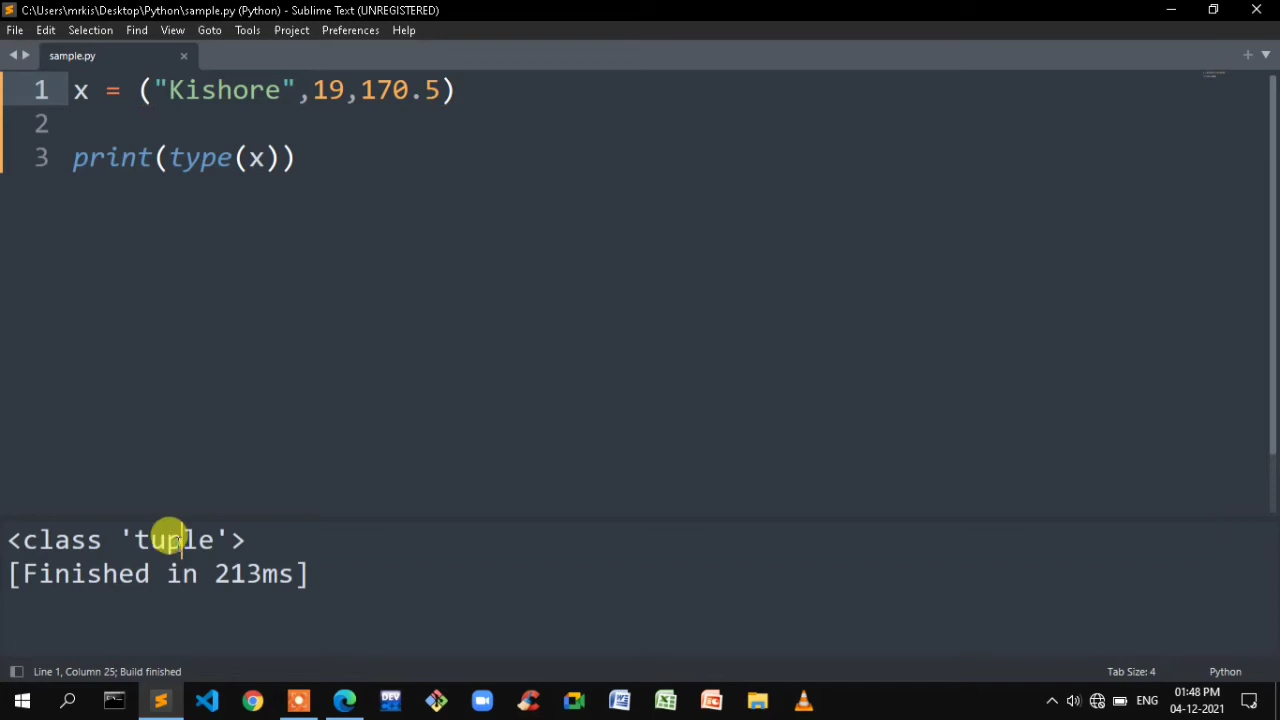 C:\Users\mrkis\Desktop\Python\sample.py (Python) - Sublime Text (UNREGISTERED)
File Edit Selection Find View Goto Tools Project Preferences Help
sample.py
1 x = ("Kishore",19,170.5)
2
3 print(type(x))
<class 'tuple'>
[Finished in 213ms]
Line 1, Column 25; Build finished Tab Size: 4 Python
DEV
ENG
01:48 PM
04-12-2021